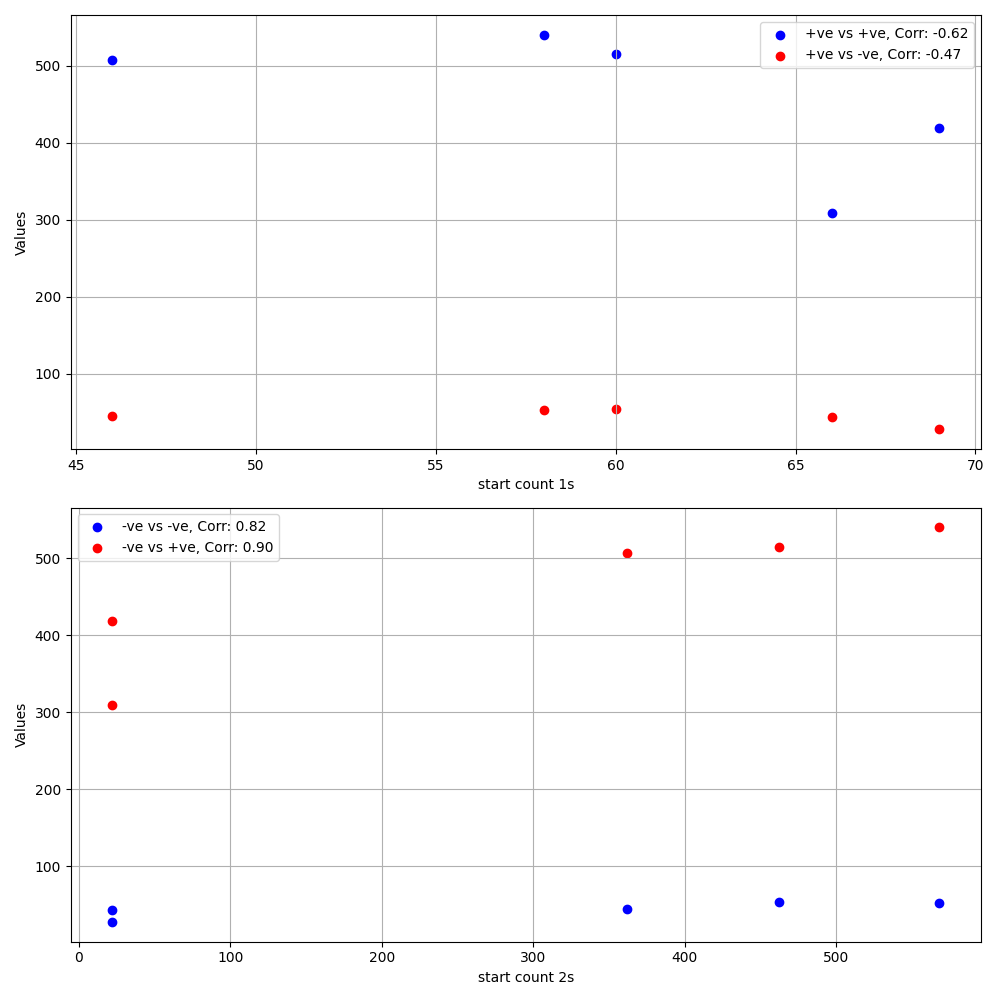 +ve vs +ve, Corr: -0.62
+ve vs -ve, Corr: -0.47
500
400
300
200
100
Values
45 50 55 60 65 70
start count 1s
-ve vs -ve, Corr: 0.82
-ve vs +ve, Corr: 0.90
500
400
300
200
100
Values
0 100 200 300 400 500
start count 2s